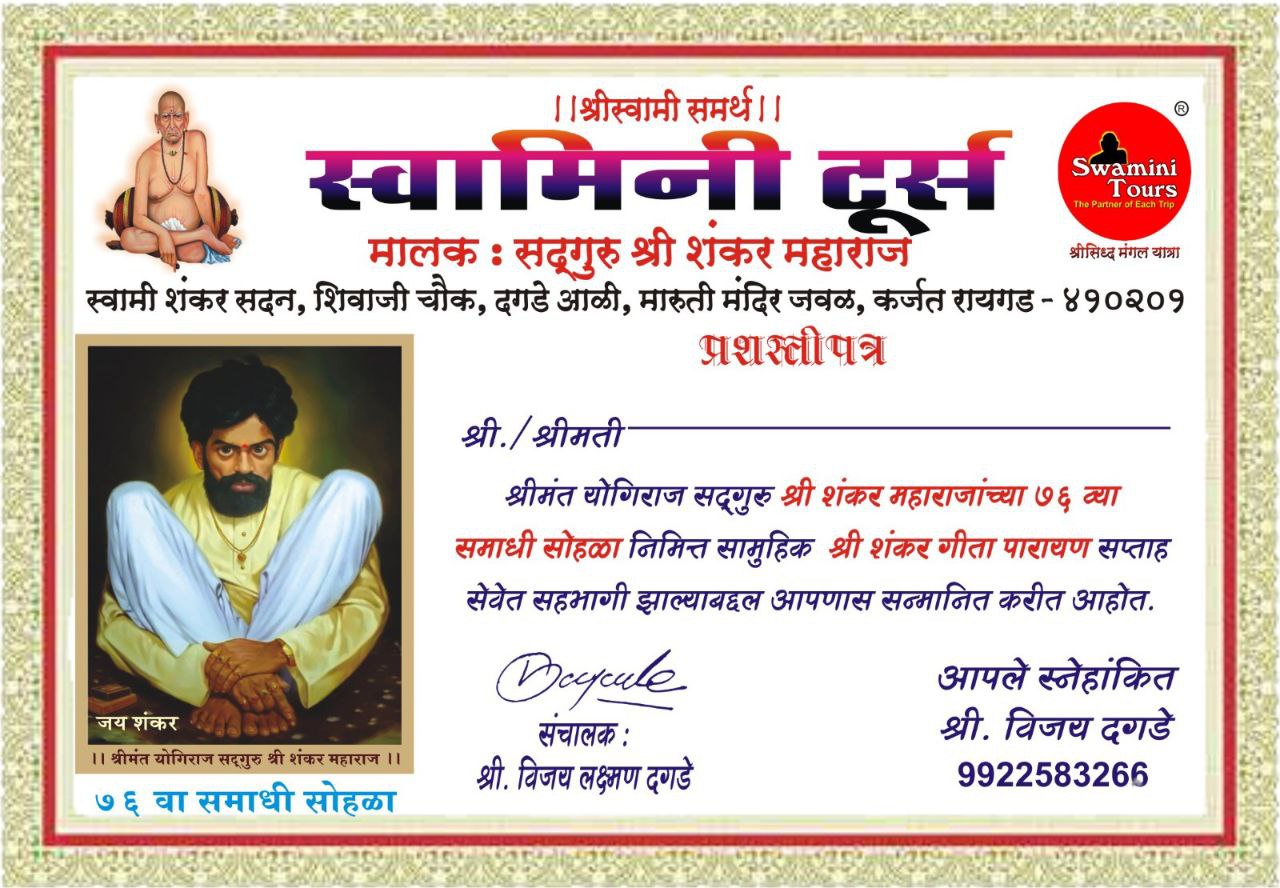 ||श्रीस्वामी समर्थ||
स्वामिनी टूर्स
®
Swamini
Tours
The Partner of Each Trip
श्रीसिध्द मंगल यात्रा
मालक : सद्गुरु श्री शंकर महाराज
स्वामी शंकर सदन, शिवाजी चौक, दगडे आळी, मारुती मंदिर जवळ, कर्जत रायगड - ४१०२०१
प्रशस्तीपत्र
श्री./श्रीमती
श्रीमंत योगिराज सद्गुरु श्री शंकर महाराजांच्या ७६ व्या
समाधी सोहळा निमित्त सामुहिक श्री शंकर गीता पारायण सप्ताह
सेवेत सहभागी झाल्याबद्दल आपणास सन्मानित करीत आहोत.
जय शंकर
|| श्रीमंत योगिराज सद्गुरु श्री शंकर महाराज ||
७६ वा समाधी सोहळा
संचालक :
श्री. विजय लक्ष्मण दगडे
आपले स्नेहांकित
श्री. विजय दगडे
9922583266